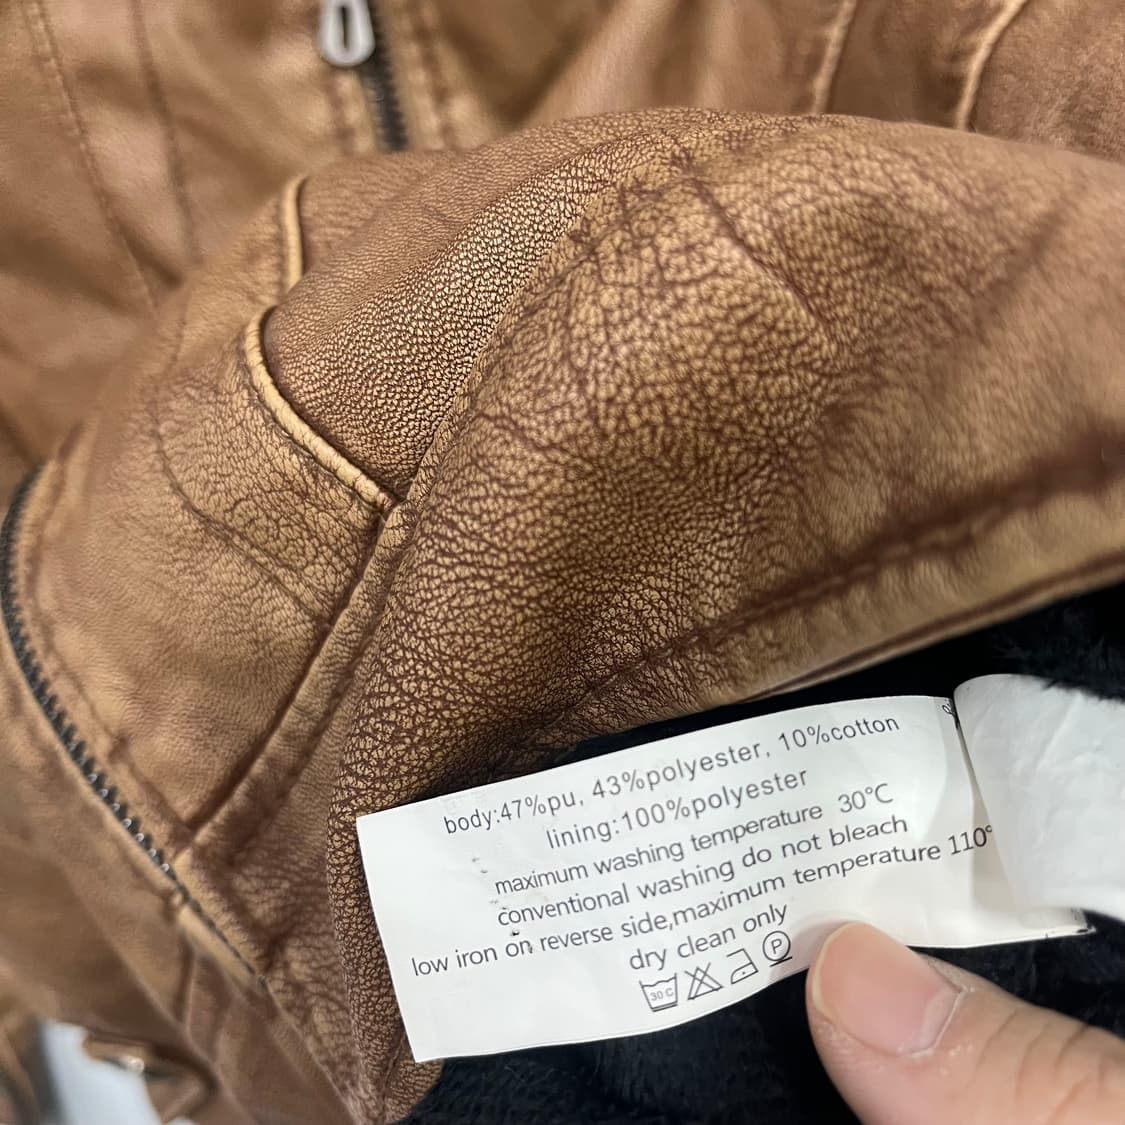 body:47%pu, 43%polyester, 10%cotton
lining:100%polyester
maximum washing temperature 30°C
conventional washing do not bleach
low iron on reverse side,maximum temperature 110°
dry clean only
30 C P